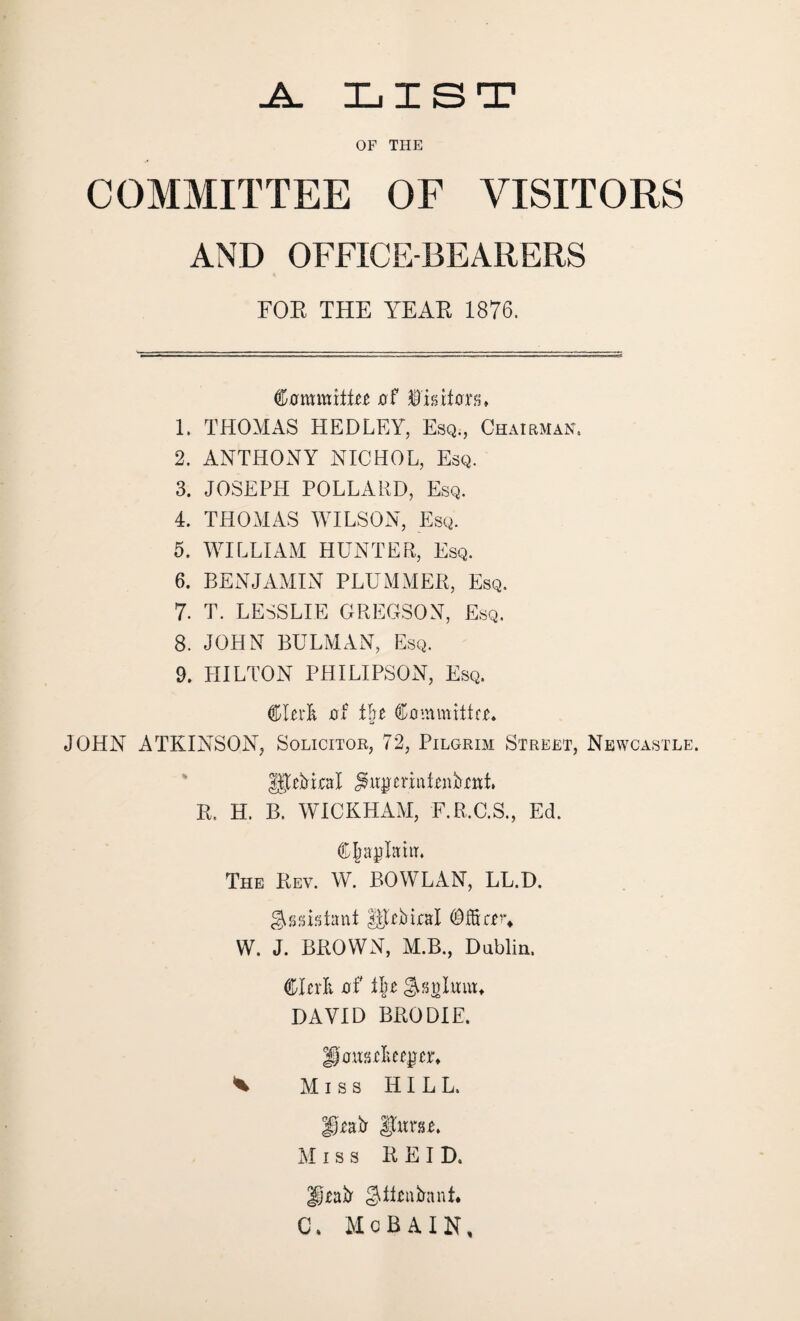 A LIST
OF THE
COMMITTEE OF VISITORS
AND OFFICE-BEARERS
FOR THE YEAR 1876.
Committee of Visitors.
1. THOMAS HEDLEY, Esq., Chairman.
2. ANTHONY NICHOL, Esq.
3. JOSEPH POLLARD, Esq.
4. THOMAS WILSON, Esq.
5. WILLIAM HUNTER, Esq.
6. BENJAMIN PLUMMER, Esq.
7. T. LESSLIE GREGSON, Esq.
8. JOHN BULMAN, Esq.
9. HILTON PHILIPSON, Esq.
Clerk of the Committee.
JOHN ATKINSON, Solicitor, 72, Pilgrim Street, Newcastle.
Medical Superintendent.
R. H. B. WICKHAM, F.R.C.S., Ed.
Chaplain.
The Rev. W. BOWLAN, LL.D.
Assistant Medical Officer.
W. J. BROWN, M.B., Dublin.
Clerk of the Asylum.
DAVID BRODIE.
Housekeeper.
Miss HILL.
Head Nurse.
Miss REID.
Head Attendant.
C. McBAIN.